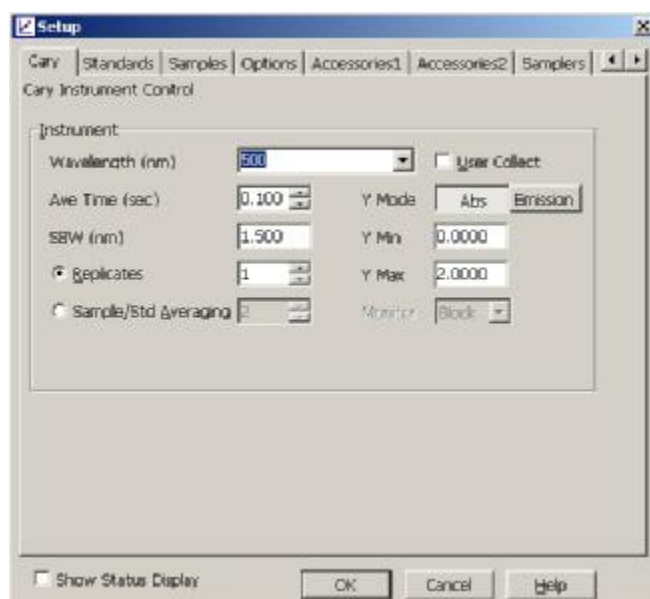 Setup
Cary Standards Samples Options Accessories1 Accessories2 Samplers
Cary Instrument Control
Instrument
Wavelength (nm) 500 User Collect
Ave Time (sec) 0.100 Y Mode Abs Emission
SBW (nm) 1.500 Y Min 0.0000
Replicates 1 Y Max 2.0000
Sample/Std Averaging 2 Monitor Block
Show Status Display OK Cancel Help